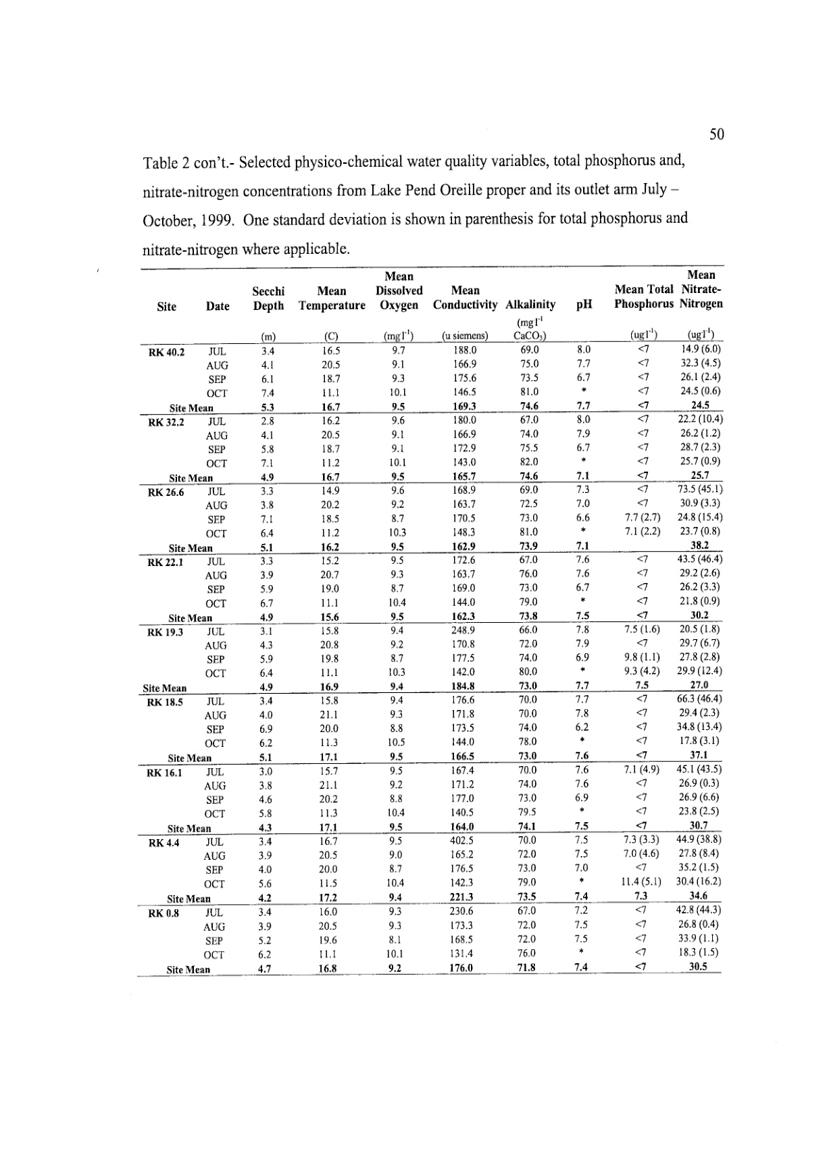 50
Table 2 con't.- Selected physico-chemical water quality variables, total phosphorus and,
nitrate-nitrogen concentrations from Lake Pend Oreille proper and its outlet arm July –
October, 1999. One standard deviation is shown in parenthesis for total phosphorus and
nitrate-nitrogen where applicable.
Mean Mean
Secchi Mean Dissolved Mean Mean Total Nitrate-
Site Date Depth Temperature Oxygen Conductivity Alkalinity pH Phosphorus Nitrogen
(mg l⁻¹
(m) (C) (mg l⁻¹) (u siemens) CaCO₃) (ug l⁻¹) (ug l⁻¹)
RK 40.2 JUL 3.4 16.5 9.7 188.0 69.0 8.0 <7 14.9 (6.0)
AUG 4.1 20.5 9.1 166.9 75.0 7.7 <7 32.3 (4.5)
SEP 6.1 18.7 9.3 175.6 73.5 6.7 <7 26.1 (2.4)
OCT 7.4 11.1 10.1 146.5 81.0 * <7 24.5 (0.6)
Site Mean 5.3 16.7 9.5 169.3 74.6 7.7 <7 24.5
RK 32.2 JUL 2.8 16.2 9.6 180.0 67.0 8.0 <7 22.2 (10.4)
AUG 4.1 20.5 9.1 166.9 74.0 7.9 <7 26.2 (1.2)
SEP 5.8 18.7 9.1 172.9 75.5 6.7 <7 28.7 (2.3)
OCT 7.1 11.2 10.1 143.0 82.0 * <7 25.7 (0.9)
Site Mean 4.9 16.7 9.5 165.7 74.6 7.1 <7 25.7
RK 26.6 JUL 3.3 14.9 9.6 168.9 69.0 7.3 <7 73.5 (45.1)
AUG 3.8 20.2 9.2 163.7 72.5 7.0 <7 30.9 (3.3)
SEP 7.1 18.5 8.7 170.5 73.0 6.6 7.7 (2.7) 24.8 (15.4)
OCT 6.4 11.2 10.3 148.3 81.0 * 7.1 (2.2) 23.7 (0.8)
Site Mean 5.1 16.2 9.5 162.9 73.9 7.1 38.2
RK 22.1 JUL 3.3 15.2 9.5 172.6 67.0 7.6 <7 43.5 (46.4)
AUG 3.9 20.7 9.3 163.7 76.0 7.6 <7 29.2 (2.6)
SEP 5.9 19.0 8.7 169.0 73.0 6.7 <7 26.2 (3.3)
OCT 6.7 11.1 10.4 144.0 79.0 * <7 21.8 (0.9)
Site Mean 4.9 15.6 9.5 162.3 73.8 7.5 <7 30.2
RK 19.3 JUL 3.1 15.8 9.4 248.9 66.0 7.8 7.5 (1.6) 20.5 (1.8)
AUG 4.3 20.8 9.2 170.8 72.0 7.9 <7 29.7 (6.7)
SEP 5.9 19.8 8.7 177.5 74.0 6.9 9.8 (1.1) 27.8 (2.8)
OCT 6.4 11.1 10.3 142.0 80.0 * 9.3 (4.2) 29.9 (12.4)
Site Mean 4.9 16.9 9.4 184.8 73.0 7.7 7.5 27.0
RK 18.5 JUL 3.4 15.8 9.4 176.6 70.0 7.7 <7 66.3 (46.4)
AUG 4.0 21.1 9.3 171.8 70.0 7.8 <7 29.4 (2.3)
SEP 6.9 20.0 8.8 173.5 74.0 6.2 <7 34.8 (13.4)
OCT 6.2 11.3 10.5 144.0 78.0 * <7 17.8 (3.1)
Site Mean 5.1 17.1 9.5 166.5 73.0 7.6 <7 37.1
RK 16.1 JUL 3.0 15.7 9.5 167.4 70.0 7.6 7.1 (4.9) 45.1 (43.5)
AUG 3.8 21.1 9.2 171.2 74.0 7.6 <7 26.9 (0.3)
SEP 4.6 20.2 8.8 177.0 73.0 6.9 <7 26.9 (6.6)
OCT 5.8 11.3 10.4 140.5 79.5 * <7 23.8 (2.5)
Site Mean 4.3 17.1 9.5 164.0 74.1 7.5 <7 30.7
RK 4.4 JUL 3.4 16.7 9.5 402.5 70.0 7.5 7.3 (3.3) 44.9 (38.8)
AUG 3.9 20.5 9.0 165.2 72.0 7.5 7.0 (4.6) 27.8 (8.4)
SEP 4.0 20.0 8.7 176.5 73.0 7.0 <7 35.2 (1.5)
OCT 5.6 11.5 10.4 142.3 79.0 * 11.4 (5.1) 30.4 (16.2)
Site Mean 4.2 17.2 9.4 221.3 73.5 7.4 7.3 34.6
RK 0.8 JUL 3.4 16.0 9.3 230.6 67.0 7.2 <7 42.8 (44.3)
AUG 3.9 20.5 9.3 173.3 72.0 7.5 <7 26.8 (0.4)
SEP 5.2 19.6 8.1 168.5 72.0 7.5 <7 33.9 (1.1)
OCT 6.2 11.1 10.1 131.4 76.0 * <7 18.3 (1.5)
Site Mean 4.7 16.8 9.2 176.0 71.8 7.4 <7 30.5